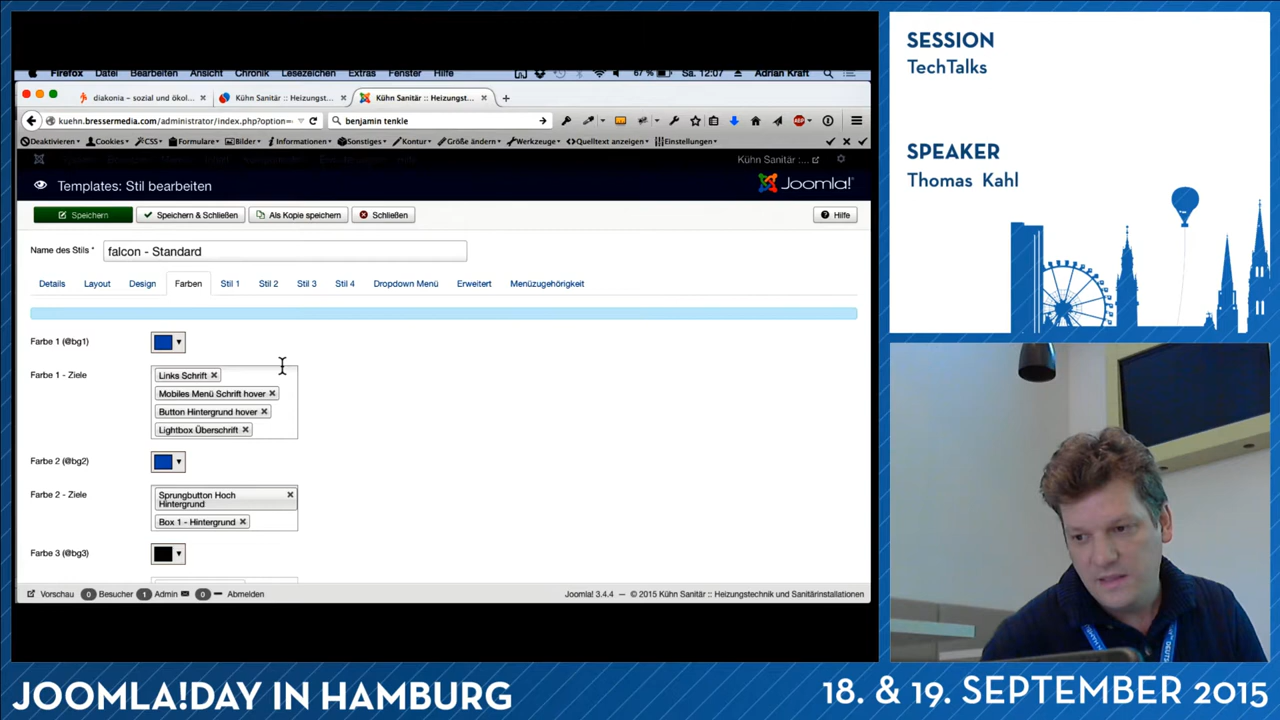 Firefox Datei Bearbeiten Ansicht Chronik Lesezeichen Extras Fenster Hilfe 67 % Sa. 12:07 Adrian Kraft
diakonia – sozial und ökol...
Kühn Sanitär :: Heizungst...
Kühn Sanitär :: Heizungst...
kuehn.bressermedia.com/administrator/index.php?option=
benjamin tenkle
Deaktivieren Cookies CSS Formulare Bilder Informationen Sonstiges Kontur Größe ändern Werkzeuge Quelltext anzeigen Einstellungen
Kühn Sanitär :...
Templates: Stil bearbeiten
Joomla!
Speichern
Speichern & Schließen
Als Kopie speichern
Schließen
Hilfe
Name des Stils *
falcon - Standard
Details Layout Design Farben Stil 1 Stil 2 Stil 3 Stil 4 Dropdown Menü Erweitert Menüzugehörigkeit
Farbe 1 (@bg1)
Farbe 1 - Ziele
Links Schrift
Mobiles Menü Schrift hover
Button Hintergrund hover
Lightbox Überschrift
Farbe 2 (@bg2)
Farbe 2 - Ziele
Sprungbutton Hoch
Hintergrund
Box 1 - Hintergrund
Farbe 3 (@bg3)
Vorschau 0 Besucher 1 Admin 0 Abmelden
Joomla! 3.4.4 — © 2015 Kühn Sanitär :: Heizungstechnik und Sanitärinstallationen
SESSION
TechTalks
SPEAKER
Thomas Kahl
JOOMLA!DAY IN HAMBURG
18. & 19. SEPTEMBER 2015